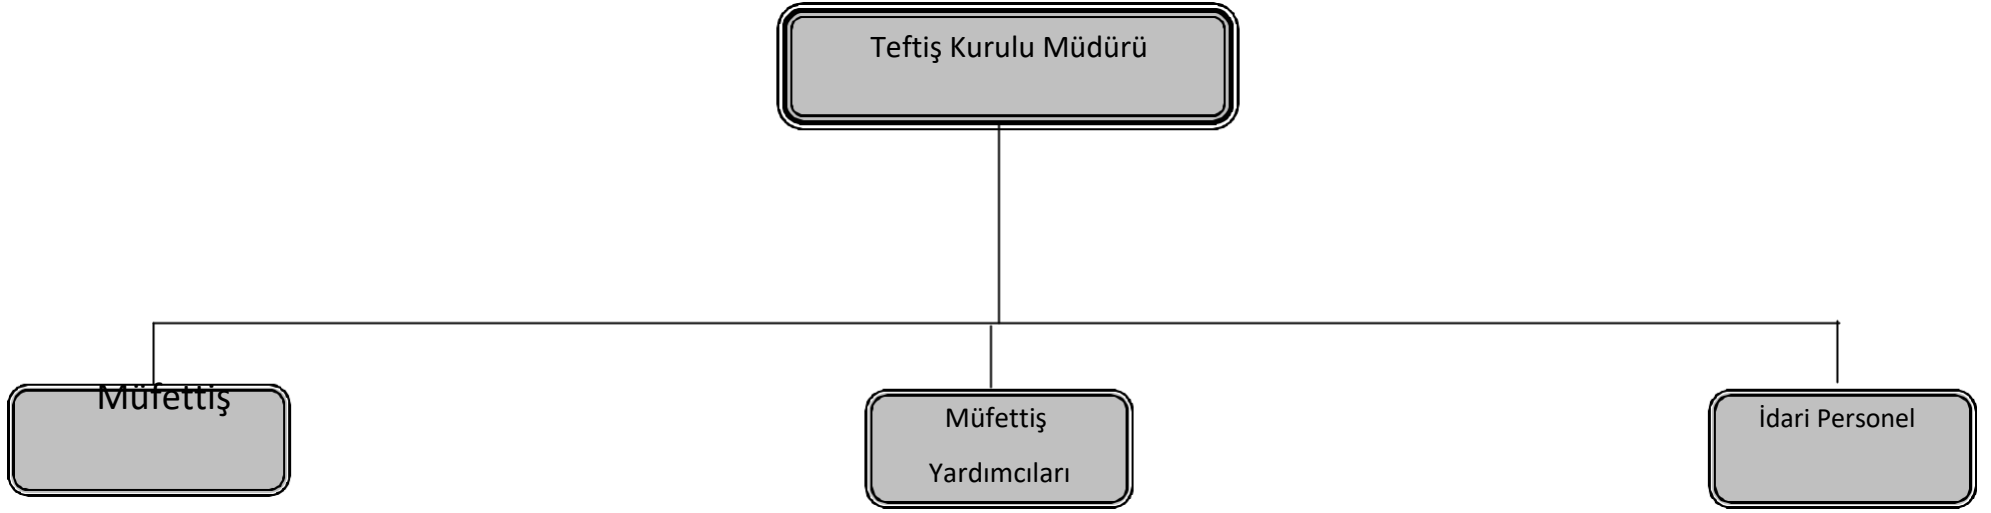 Teftiş Kurulu Müdürü
Müfettiş
Müfettiş
Yardımcıları
İdari Personel